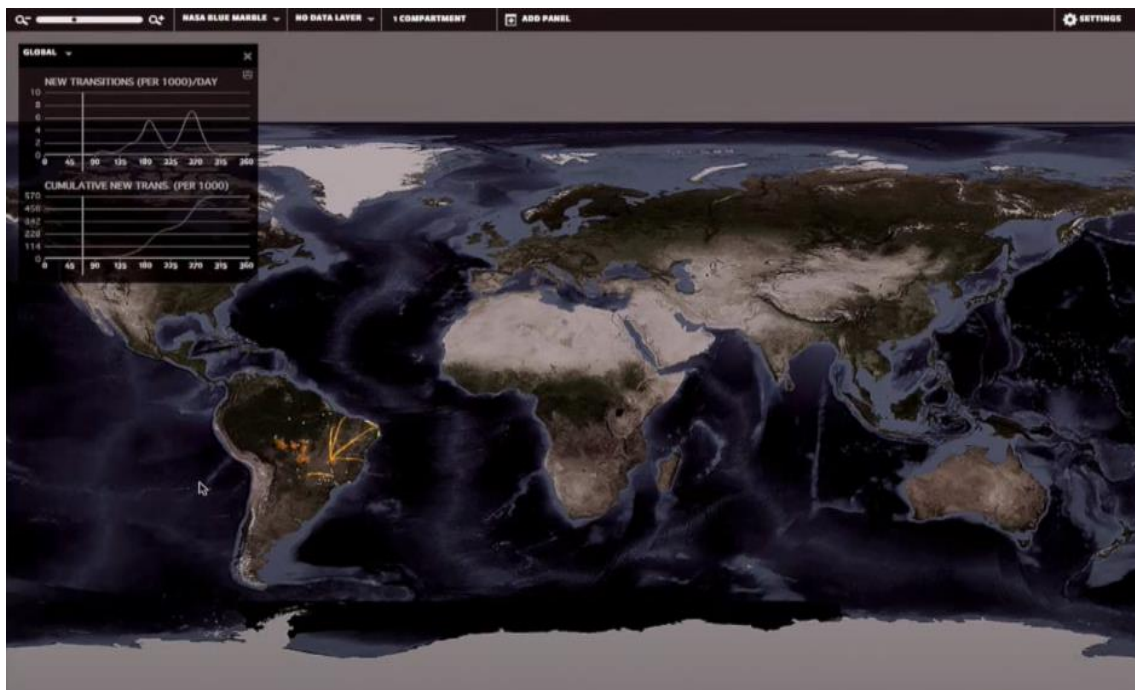 NASA BLUE MARBLE NO DATA LAYER 1 COMPARTMENT ADD PANEL SETTINGS
GLOBAL
NEW TRANSITIONS (PER 1000)/DAY
10
8
6
4
2
0
0 45 90 135 180 225 270 315 360
CUMULATIVE NEW TRANS. (PER 1000)
570
456
342
228
114
0
0 45 90 135 180 225 270 315 360